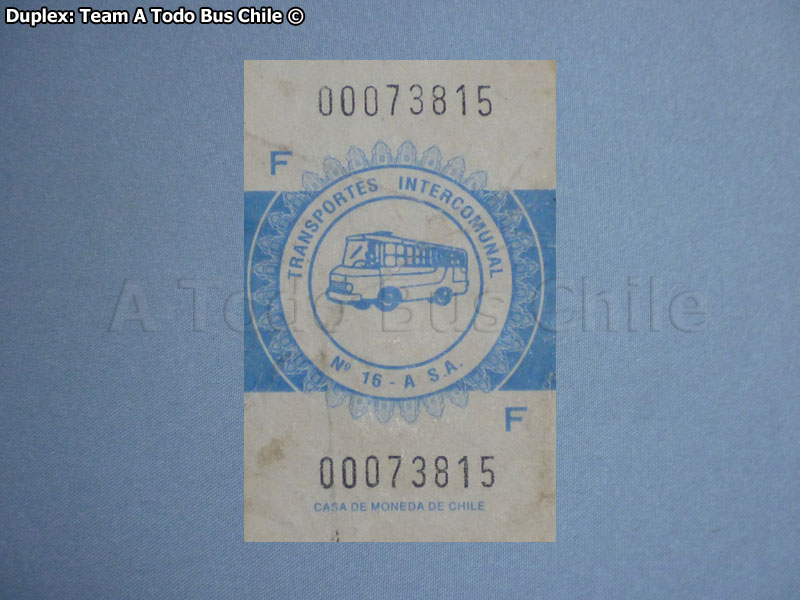 Duplex: Team A Todo Bus Chile ©
00073815
F
TRANSPORTES INTERCOMUNAL
A Todo Bus Chile
Nº 16 - A S.A.
F
00073815
CASA DE MONEDA DE CHILE